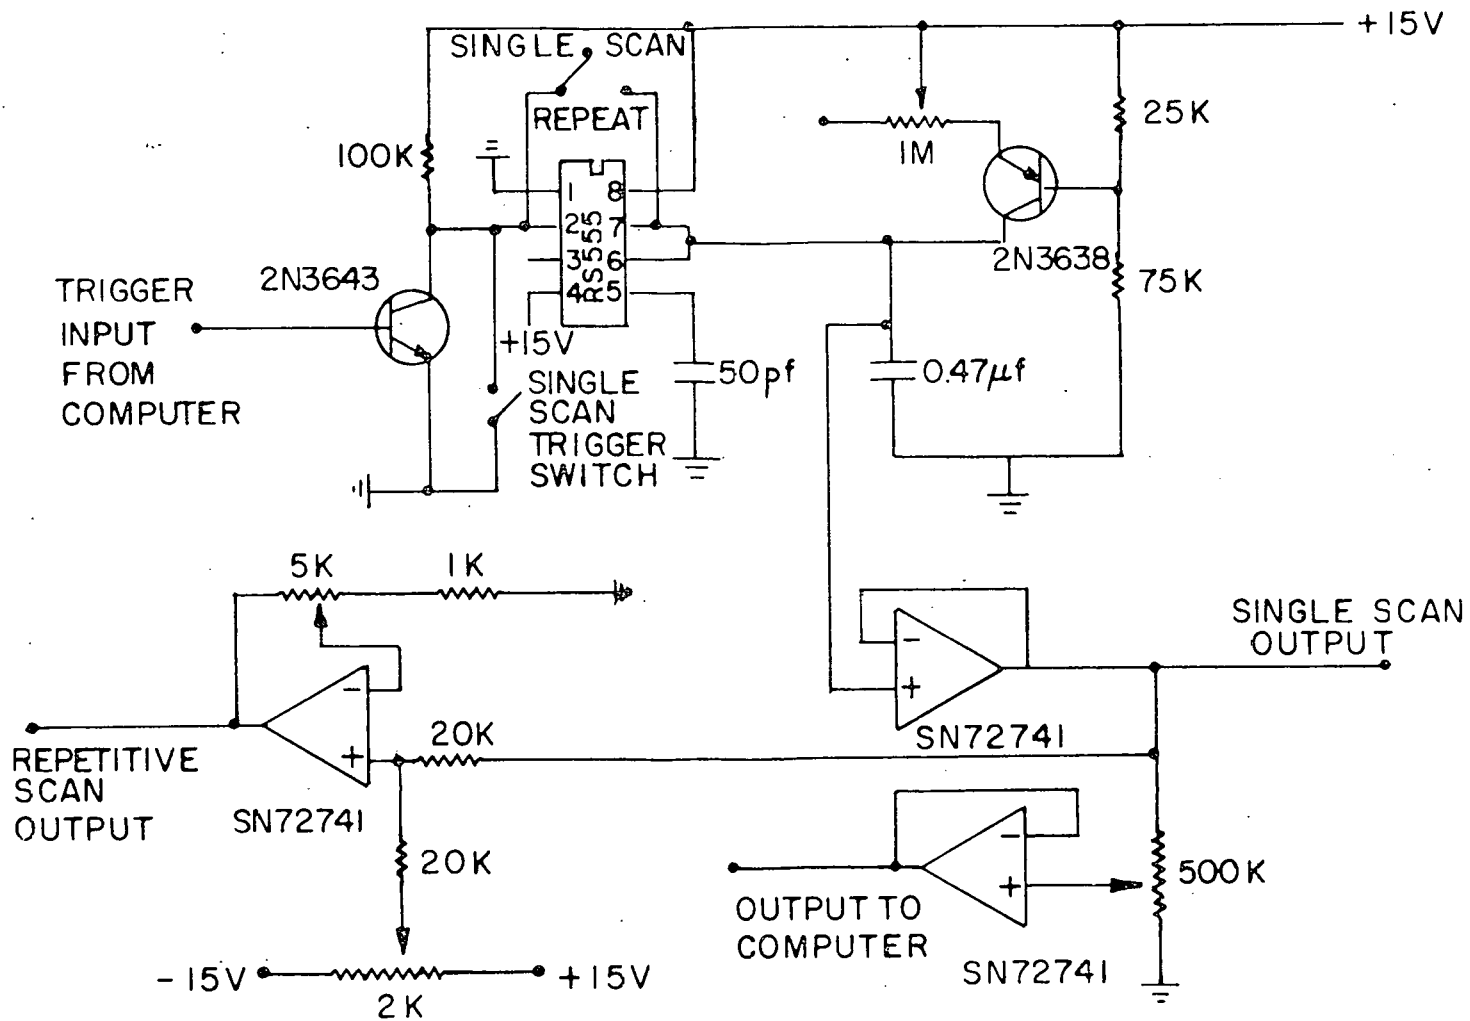 +15V
SINGLE SCAN
REPEAT
100K
25K
1M
1 8
2 7
3 6
4 5
RS555
2N3638
75K
2N3643
TRIGGER
INPUT
FROM
COMPUTER
+15V
50pf
0.47µf
SINGLE
SCAN
TRIGGER
SWITCH
5K
1K
SINGLE SCAN
OUTPUT
-
+
SN72741
-
+
20K
REPETITIVE
SCAN
OUTPUT
SN72741
20K
-
+
500K
OUTPUT TO
COMPUTER
SN72741
-15V
+15V
2K